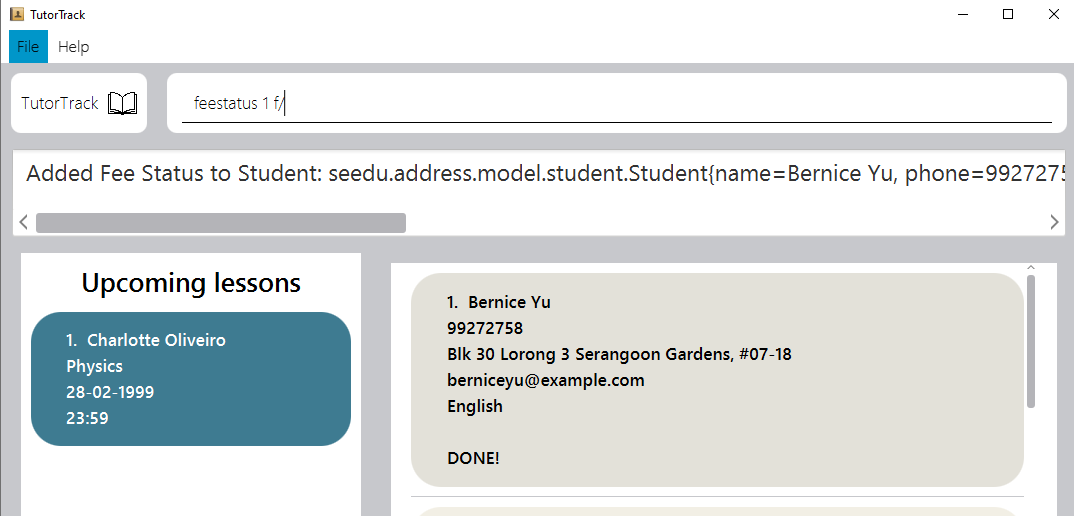 TutorTrack
File Help
TutorTrack
feestatus 1 f/
Added Fee Status to Student: seedu.address.model.student.Student{name=Bernice Yu, phone=9927275
Upcoming lessons
1. Charlotte Oliveiro
Physics
28-02-1999
23:59
1. Bernice Yu
99272758
Blk 30 Lorong 3 Serangoon Gardens, #07-18
berniceyu@example.com
English
DONE!